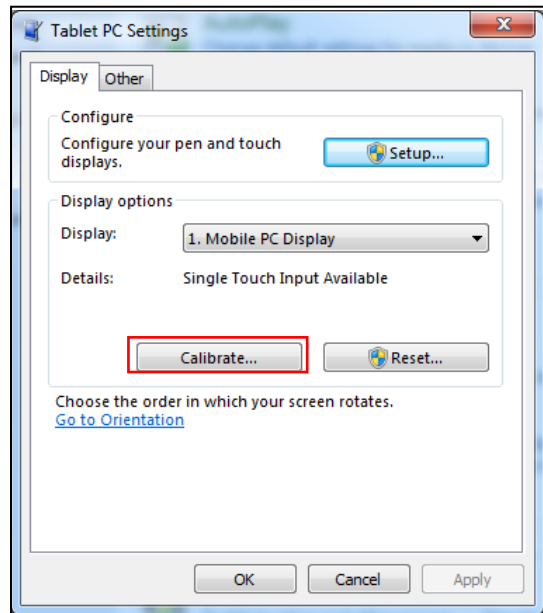 Tablet PC Settings
Display
Other
Configure
Configure your pen and touch
displays.
Setup...
Display options
Display:
1. Mobile PC Display
Details:
Single Touch Input Available
Calibrate...
Reset...
Choose the order in which your screen rotates.
Go to Orientation
OK
Cancel
Apply